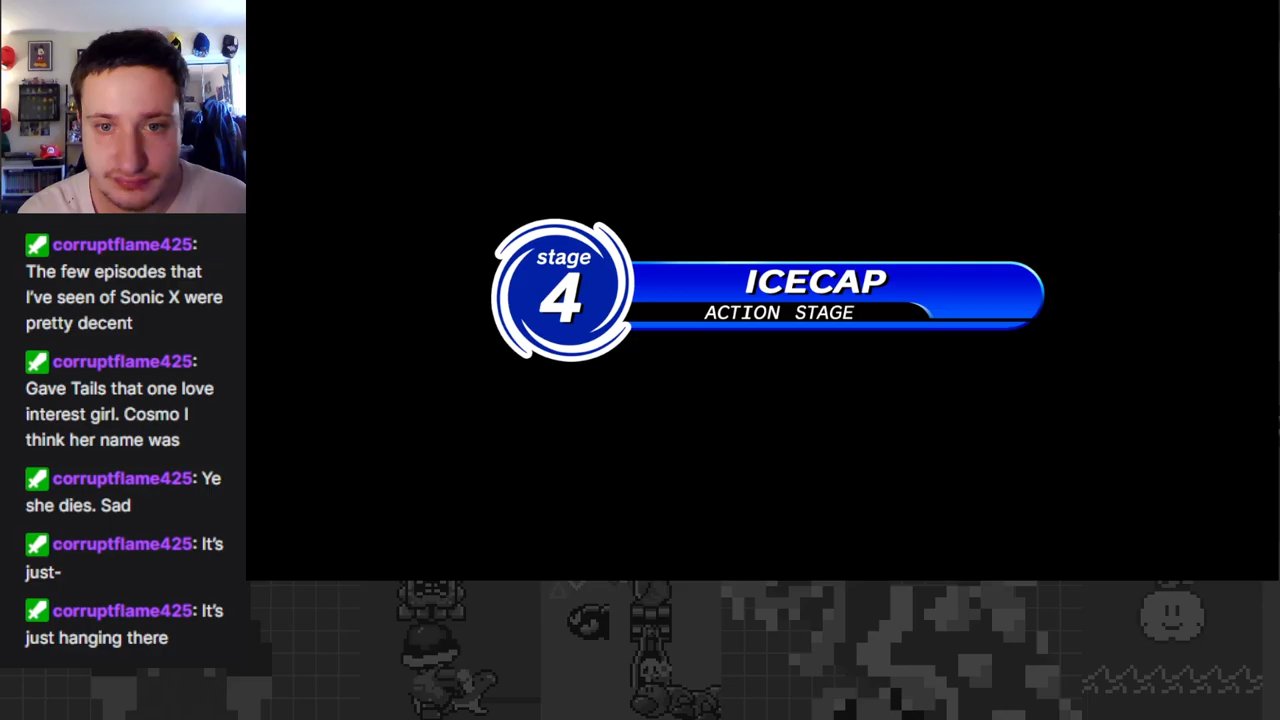 corruptflame425:
The few episodes that
I've seen of Sonic X were
pretty decent
corruptflame425:
Gave Tails that one love
interest girl. Cosmo I
think her name was
corruptflame425: Ye
she dies. Sad
corruptflame425: It's
just-
corruptflame425: It's
just hanging there
stage
4
ICECAP
ACTION STAGE